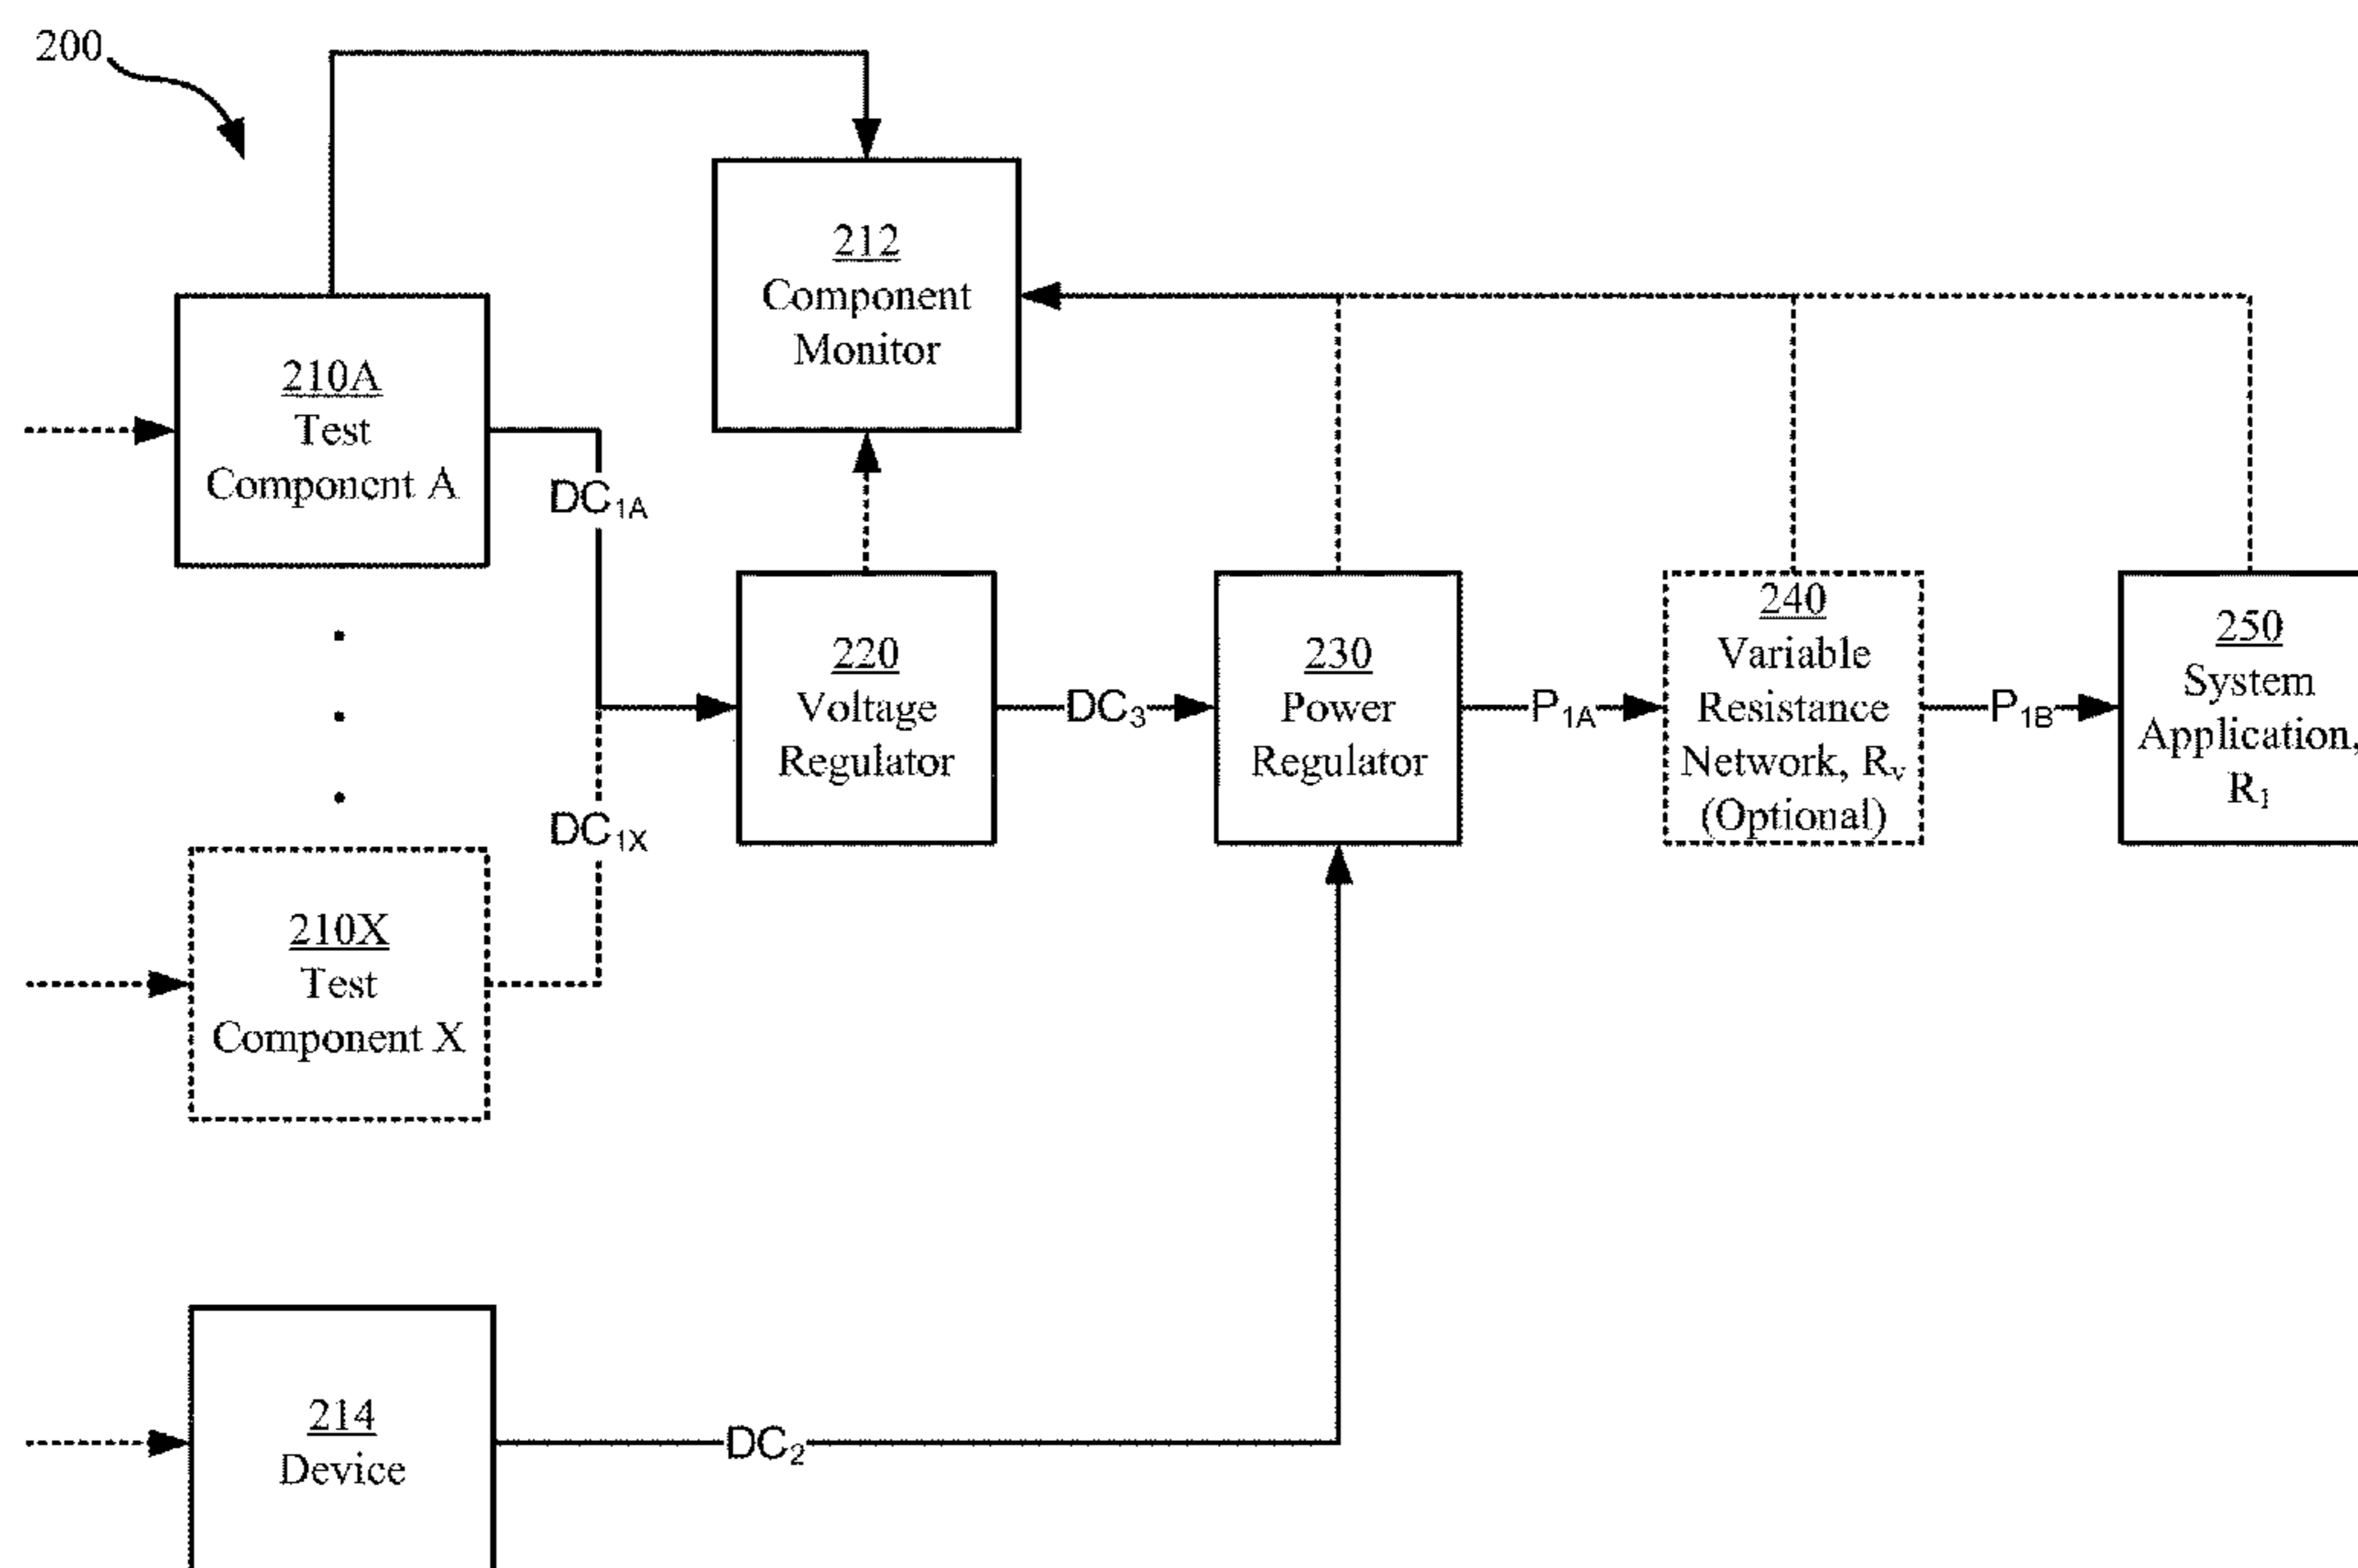 200
212
Component
Monitor
210A
Test
Component A
DC1A
220
Voltage
Regulator
DC3
230
Power
Regulator
P1A
240
Variable
Resistance
Network, Rv
(Optional)
P1B
250
System
Application,
R1
DC1X
210X
Test
Component X
214
Device
DC2